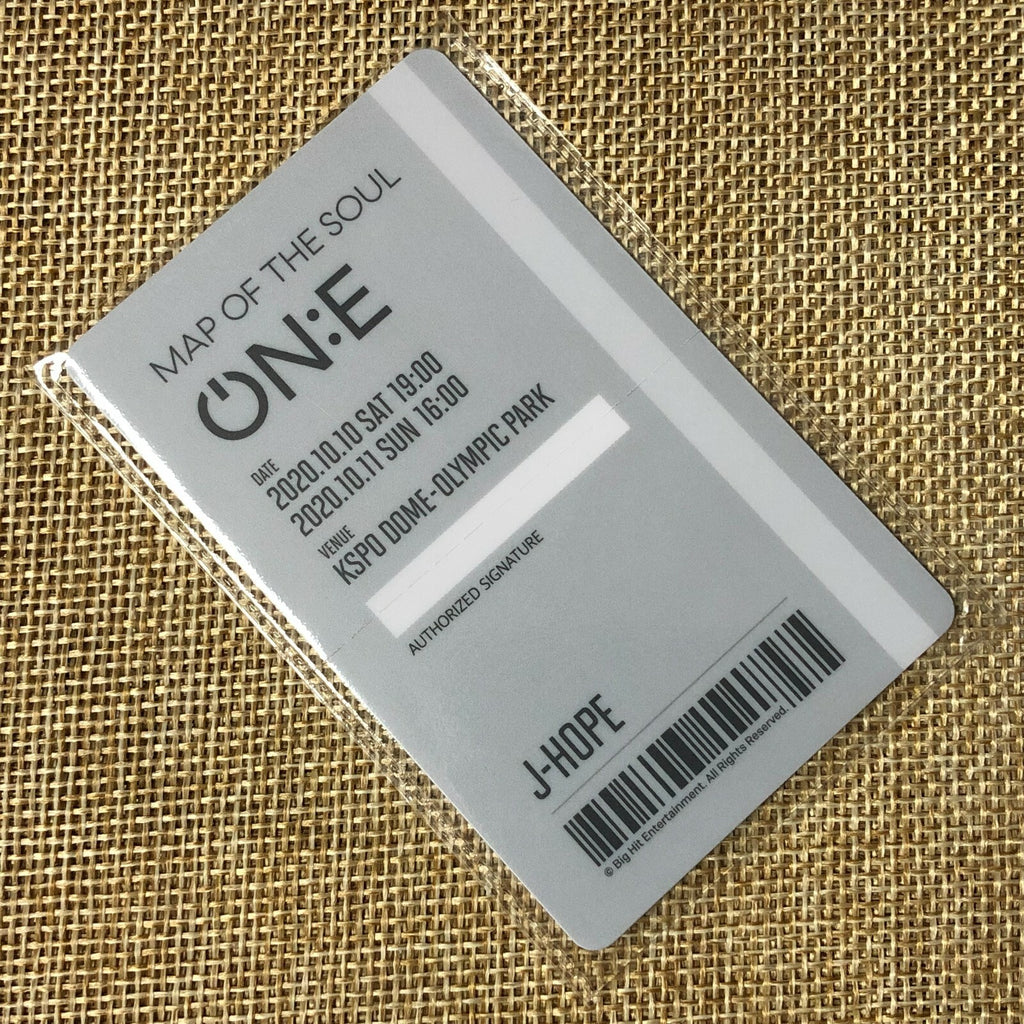 MAP OF THE SOUL
ON:E
DATE
2020.10.10 SAT 19:00
2020.10.11 SUN 16:00
VENUE
KSPO DOME-OLYMPIC PARK
AUTHORIZED SIGNATURE
J-HOPE
© Big Hit Entertainment. All Rights Reserved.